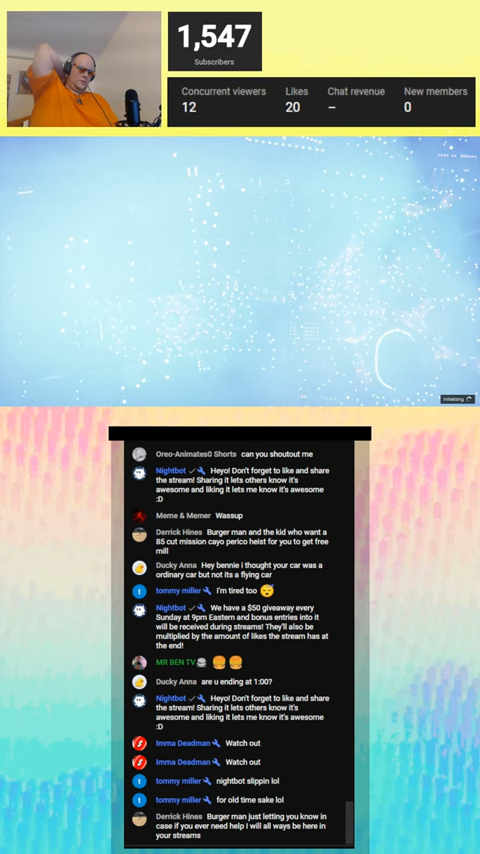 1,547
Subscribers
Concurrent viewers Likes Chat revenue New members
12 20 – 0
Initializing
Oreo-Animates0 Shorts can you shoutout me
Nightbot Heyo! Don't forget to like and share
the stream! Sharing it lets others know it's
awesome and liking it lets me know it's awesome
:D
Meme & Memer Wassup
Derrick Hines Burger man and the kid who want a
85 cut mission cayo perico heist for you to get free
mill
Ducky Anna Hey bennie i thought your car was a
ordinary car but not its a flying car
tommy miller I'm tired too
Nightbot We have a $50 giveaway every
Sunday at 9pm Eastern and bonus entries into it
will be received during streams! They'll also be
multiplied by the amount of likes the stream has at
the end!
MR BEN TV
Ducky Anna are u ending at 1:00?
Nightbot Heyo! Don't forget to like and share
the stream! Sharing it lets others know it's
awesome and liking it lets me know it's awesome
:D
Imma Deadman Watch out
Imma Deadman Watch out
tommy miller nightbot slippin lol
tommy miller for old time sake lol
Derrick Hines Burger man just letting you know in
case if you ever need help I will all ways be here in
your streams